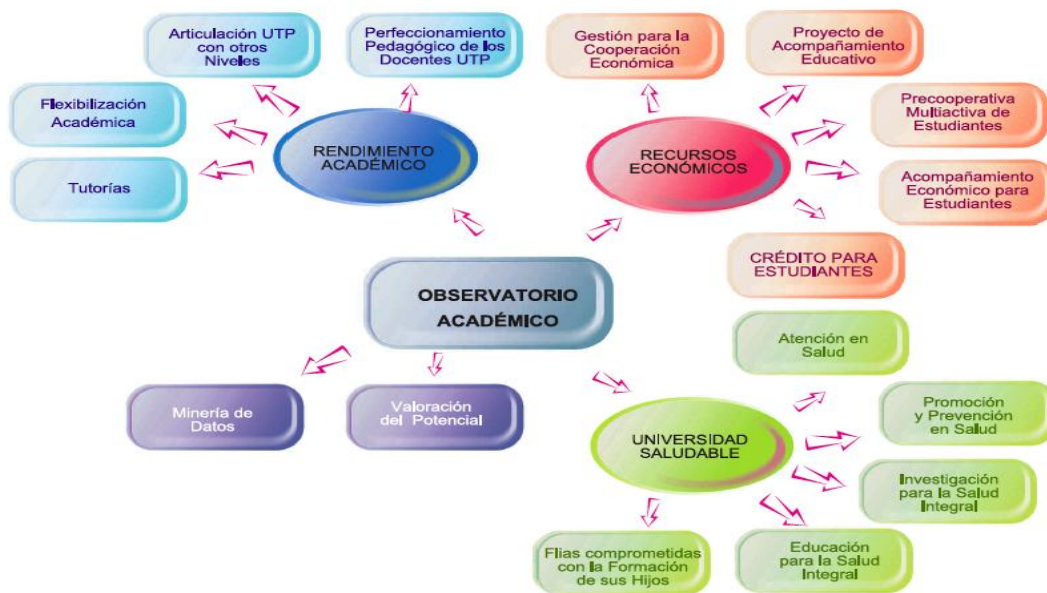 Articulación UTP
con otros
Niveles
Perfeccionamiento
Pedagógico de los
Docentes UTP
Gestión para la
Cooperación
Económica
Proyecto de
Acompañamiento
Educativo
Flexibilización
Académica
Precooperativa
Multiactiva de
Estudiantes
RENDIMIENTO
ACADÉMICO
RECURSOS
ECONÓMICOS
Tutorías
Acompañamiento
Económico para
Estudiantes
CRÉDITO PARA
ESTUDIANTES
OBSERVATORIO
ACADÉMICO
Atención en
Salud
Minería de
Datos
Valoración
del Potencial
Promoción
y Prevención
en Salud
UNIVERSIDAD
SALUDABLE
Investigación
para la Salud
Integral
Flias comprometidas
con la Formación
de sus Hijos
Educación
para la Salud
Integral